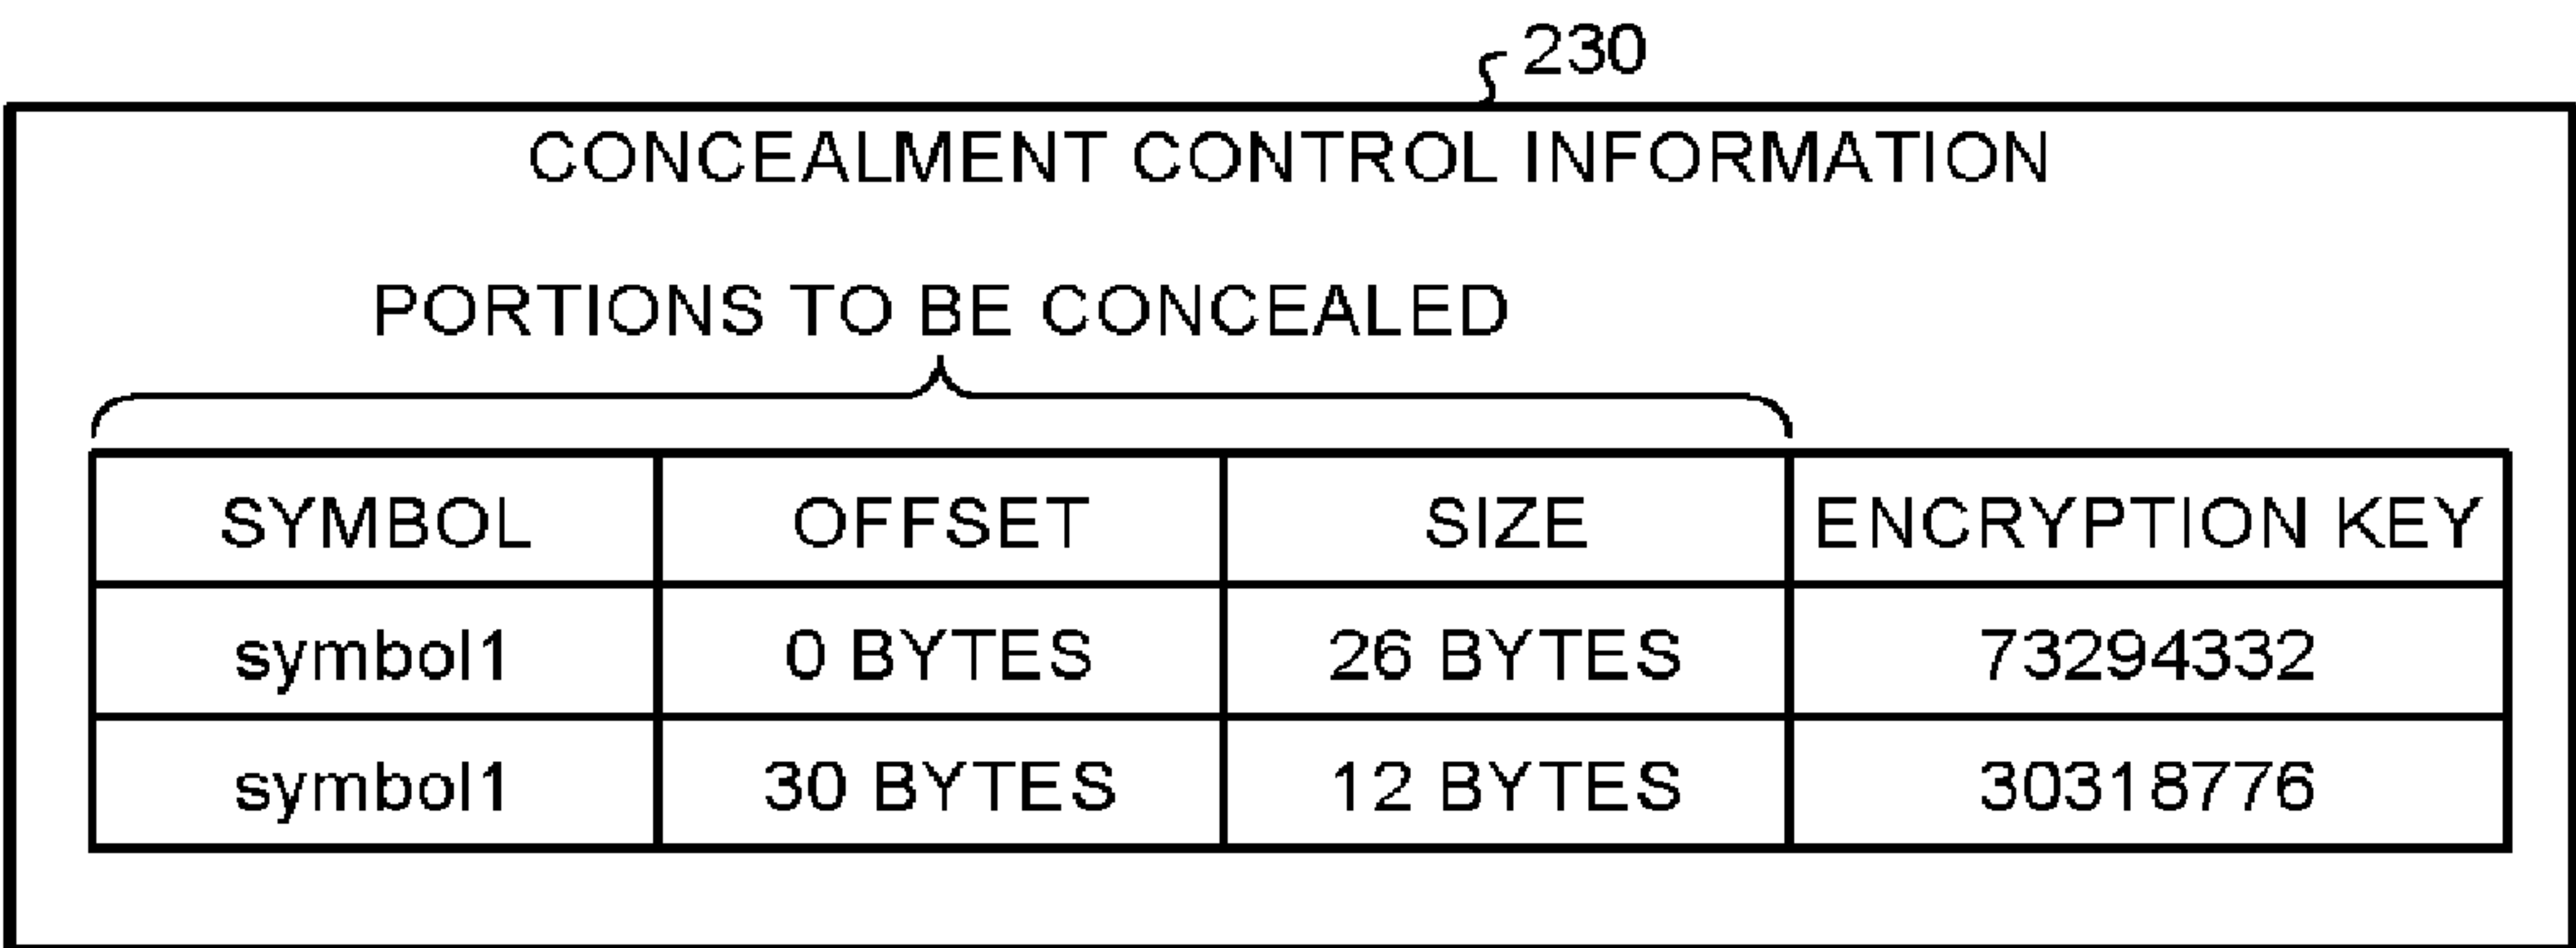 230
CONCEALMENT CONTROL INFORMATION
PORTIONS TO BE CONCEALED
SYMBOL OFFSET SIZE ENCRYPTION KEY
symbol1 0 BYTES 26 BYTES 73294332
symbol1 30 BYTES 12 BYTES 30318776